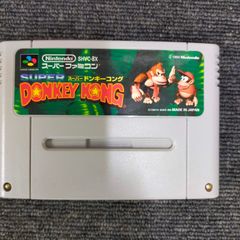 Nintendo SHVC-8X
スーパーファミコン
SUPER スーパードンキーコング
DONKEY KONG
MADE IN JAPAN